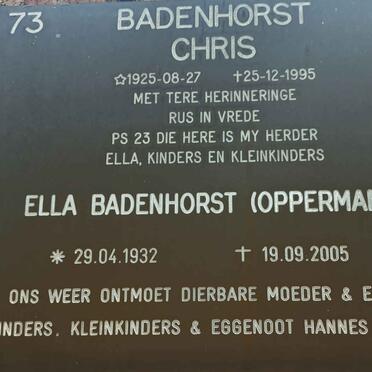 73
BADENHORST
CHRIS
☆1925-08-27 †25-12-1995
MET TERE HERINNERINGE
RUS IN VREDE
PS 23 DIE HERE IS MY HERDER
ELLA, KINDERS EN KLEINKINDERS
ELLA BADENHORST (OPPERMA
* 29.04.1932 † 19.09.2005
ONS WEER ONTMOET DIERBARE MOEDER & E
INDERS, KLEINKINDERS & EGGENOOT HANNES